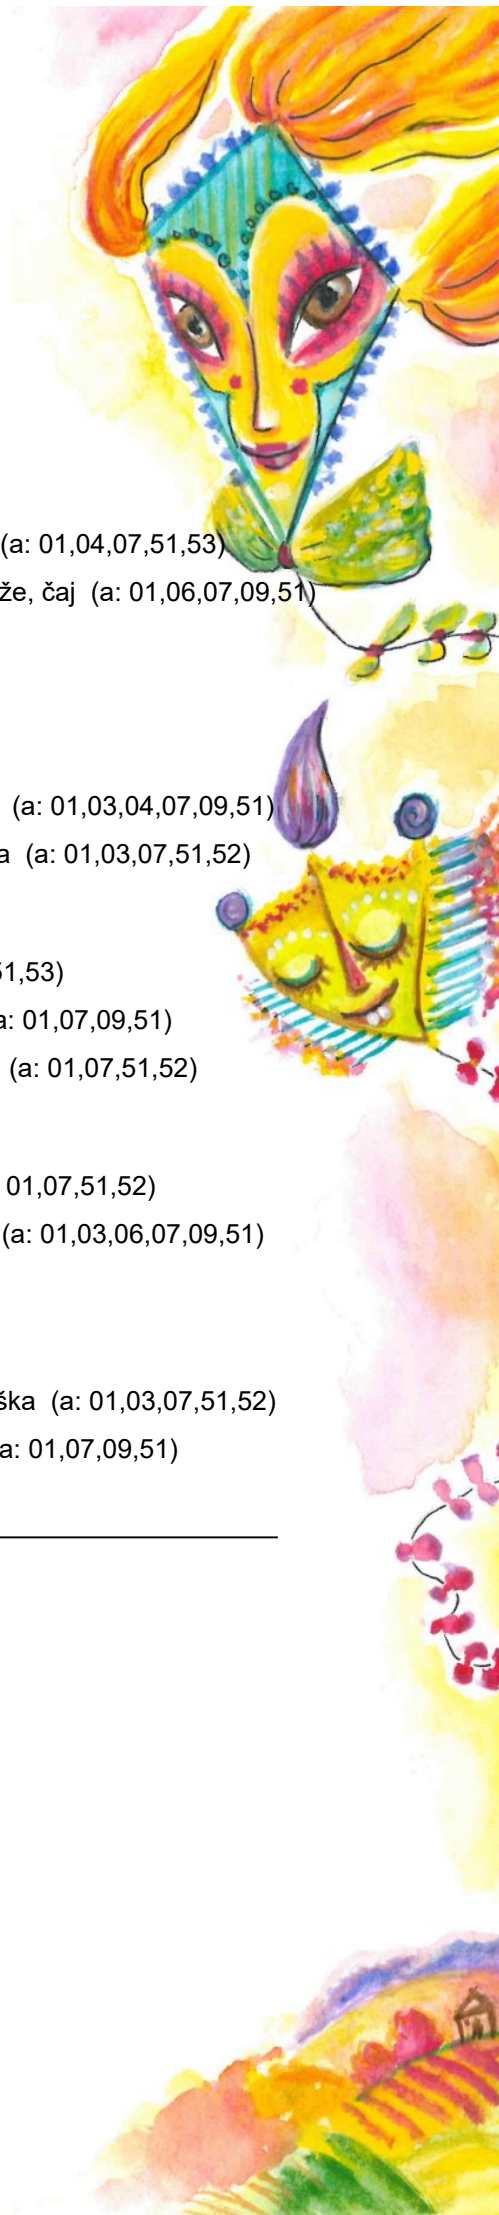 (a: 01,04,07,51,53)
že, čaj (a: 01,06,07,09,51)
(a: 01,03,04,07,09,51)
a (a: 01,03,07,51,52)
51,53)
a: 01,07,09,51)
(a: 01,07,51,52)
01,07,51,52)
(a: 01,03,06,07,09,51)
ška (a: 01,03,07,51,52)
a: 01,07,09,51)